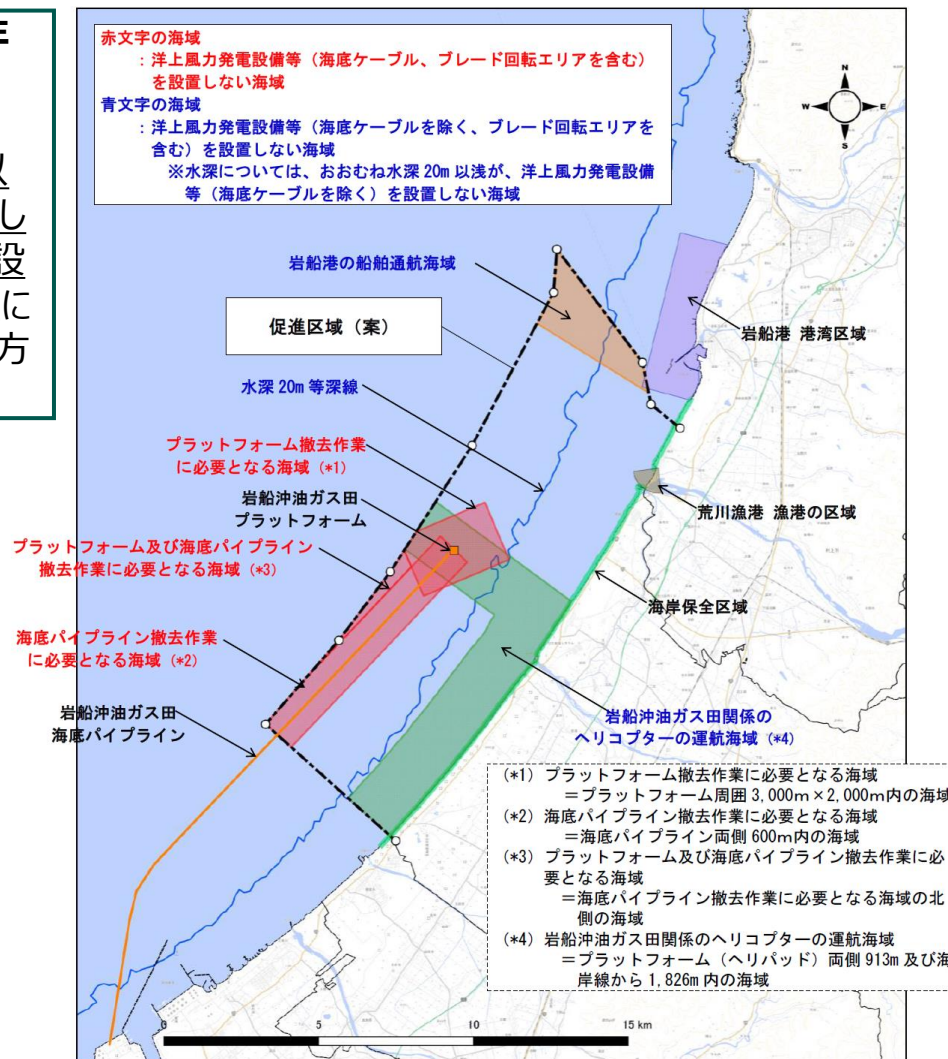 以
し
設
に
方
赤文字の海域
：洋上風力発電設備等（海底ケーブル、ブレード回転エリアを含む）
を設置しない海域
青文字の海域
：洋上風力発電設備等（海底ケーブルを除く、ブレード回転エリアを
含む）を設置しない海域
※水深については、おおむね水深20m以浅が、洋上風力発電設備
等（海底ケーブルを除く）を設置しない海域
N
W E
S
岩船港の船舶通航海域
促進区域（案）
岩船港 港湾区域
水深20m等深線
プラットフォーム撤去作業
に必要となる海域（*1）
岩船沖油ガス田
プラットフォーム
荒川漁港 漁港の区域
プラットフォーム及び海底パイプライン
撤去作業に必要となる海域（*3）
海岸保全区域
海底パイプライン撤去作業
に必要となる海域（*2）
岩船沖油ガス田
海底パイプライン
岩船沖油ガス田関係の
ヘリコプターの運航海域（*4）
（*1）プラットフォーム撤去作業に必要となる海域
＝プラットフォーム周囲3,000m×2,000m内の海域
（*2）海底パイプライン撤去作業に必要となる海域
＝海底パイプライン両側600m内の海域
（*3）プラットフォーム及び海底パイプライン撤去作業に必
要となる海域
＝海底パイプライン撤去作業に必要となる海域の北
側の海域
（*4）岩船沖油ガス田関係のヘリコプターの運航海域
＝プラットフォーム（ヘリパッド）両側913m及び海
岸線から1,826m内の海域
0 5 10 15 km